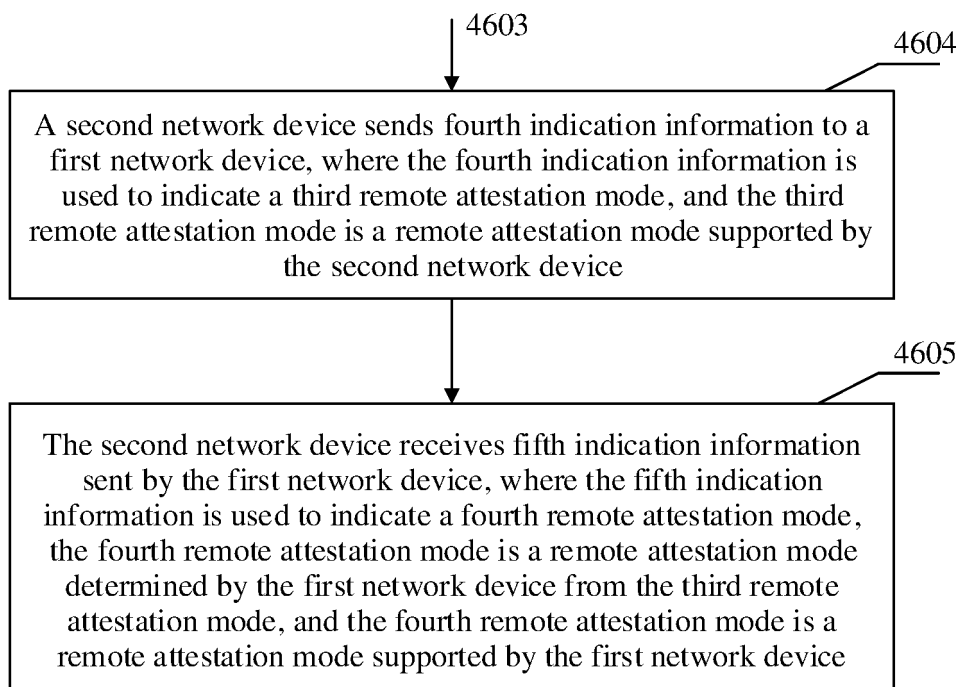 4603
4604
A second network device sends fourth indication information to a
first network device, where the fourth indication information is
used to indicate a third remote attestation mode, and the third
remote attestation mode is a remote attestation mode supported by
the second network device
4605
The second network device receives fifth indication information
sent by the first network device, where the fifth indication
information is used to indicate a fourth remote attestation mode,
the fourth remote attestation mode is a remote attestation mode
determined by the first network device from the third remote
attestation mode, and the fourth remote attestation mode is a
remote attestation mode supported by the first network device